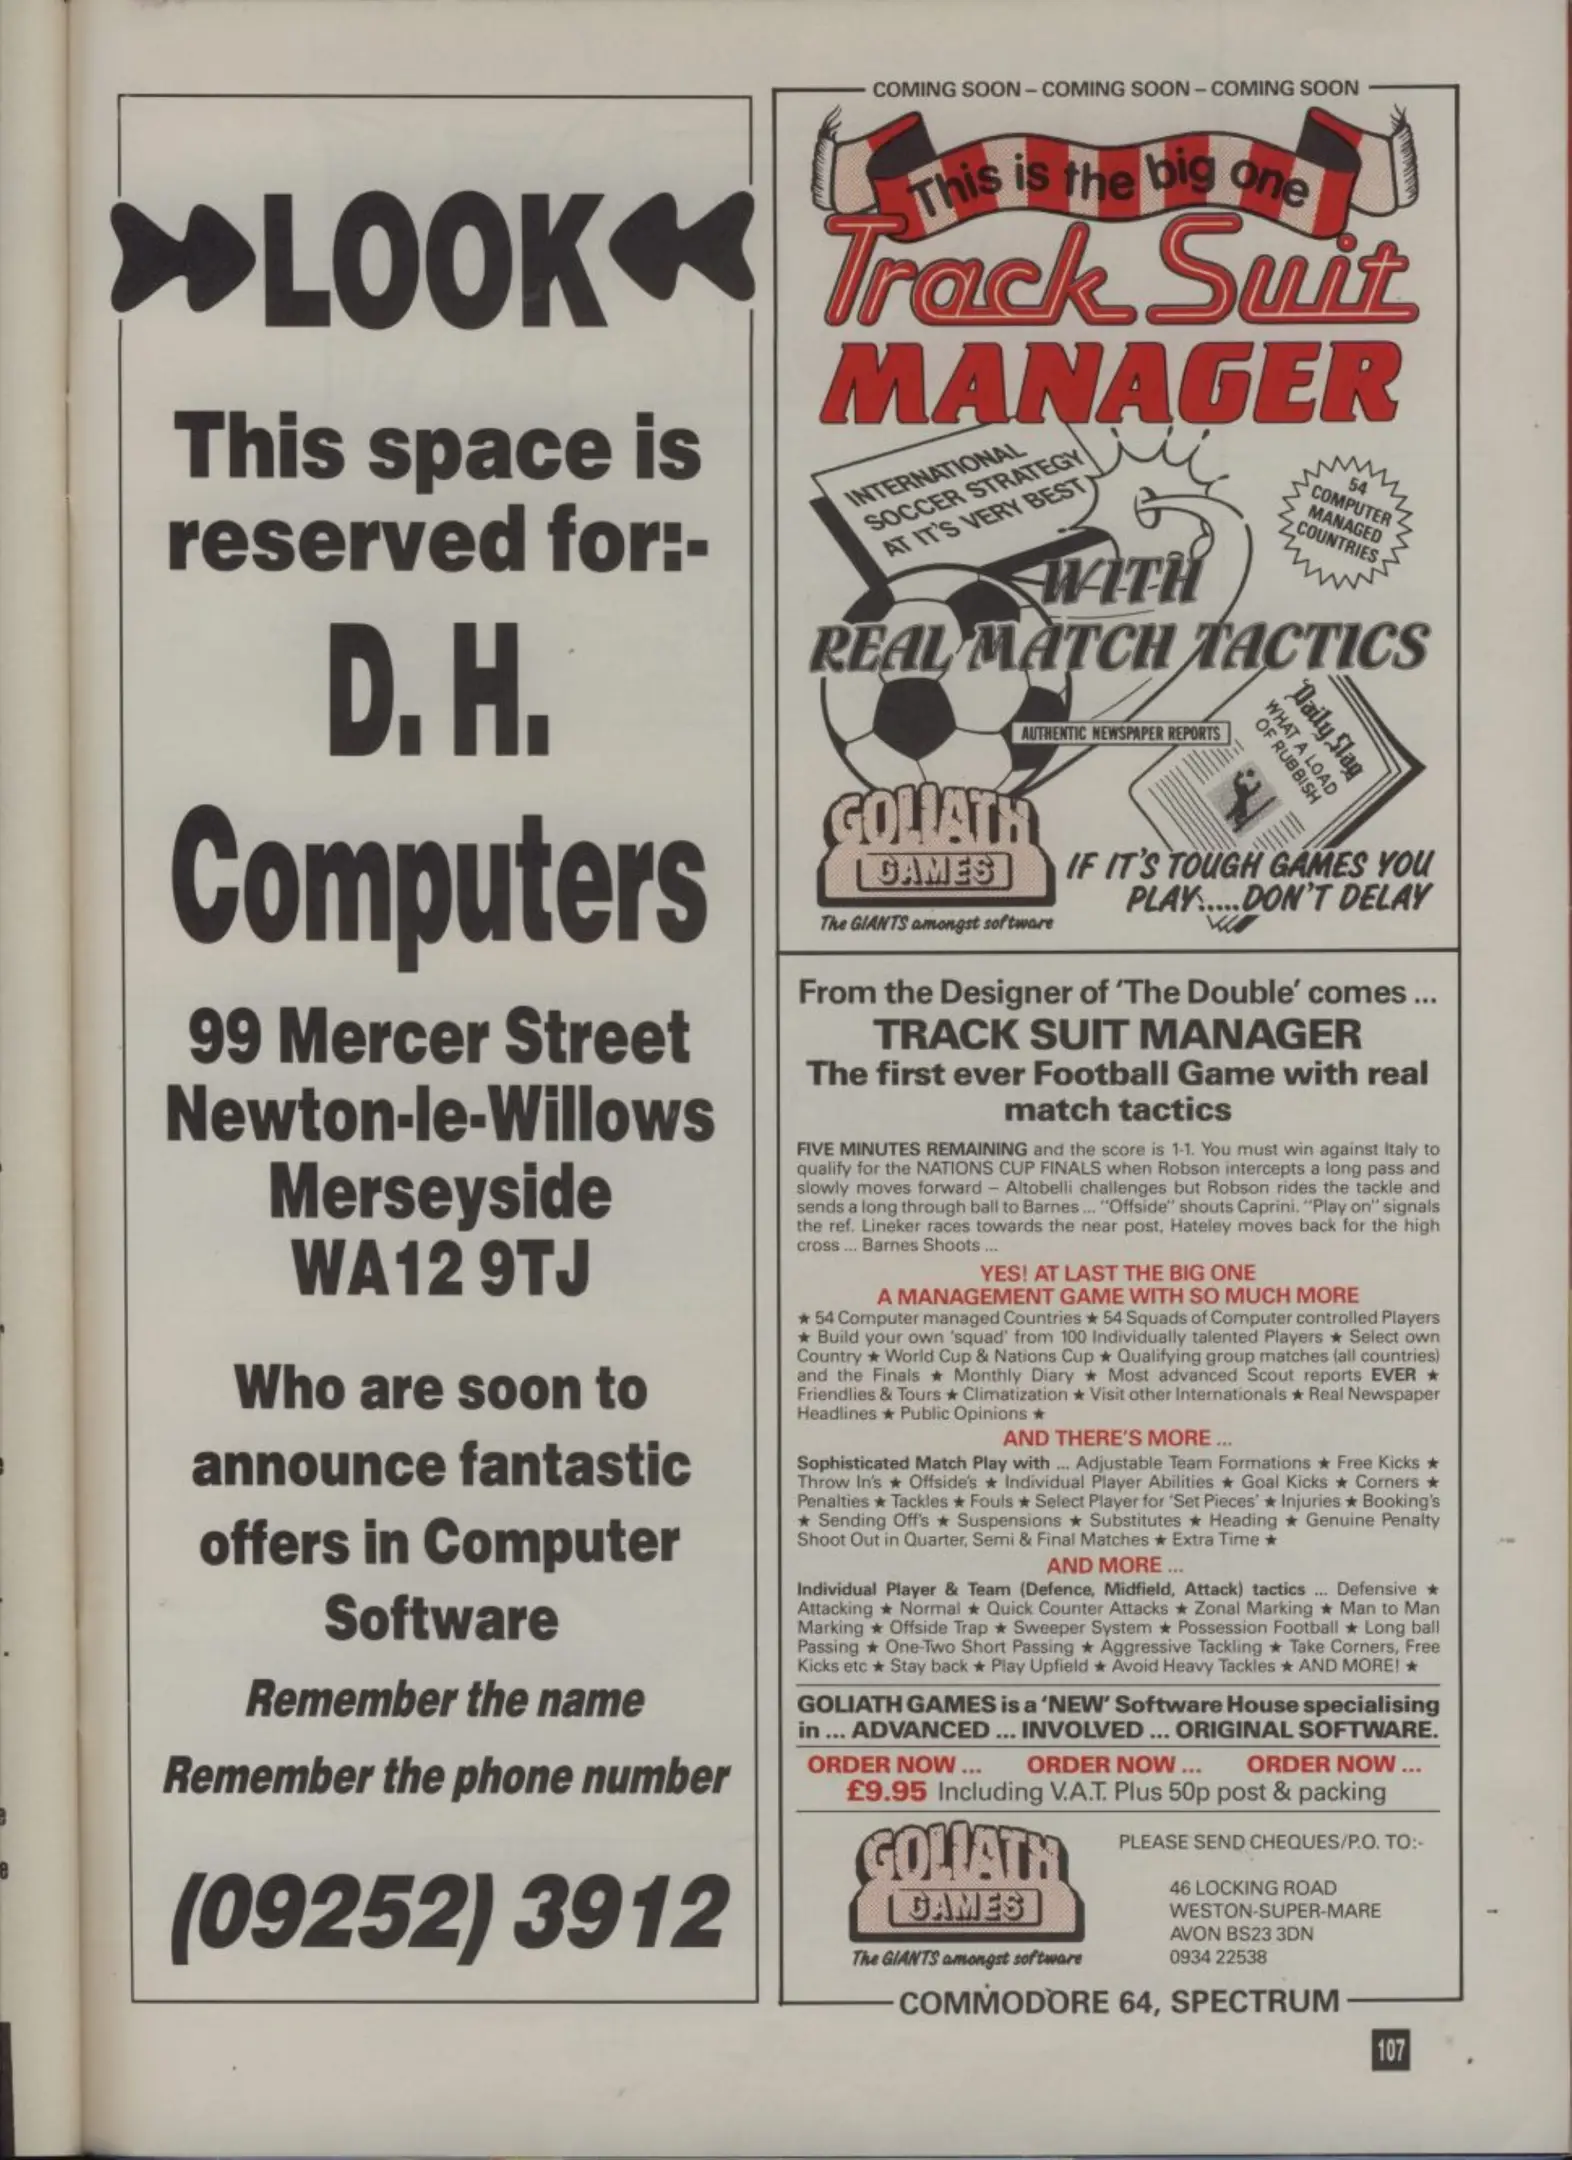 LOOK
This space is
reserved for:-
D. H.
Computers
99 Mercer Street
Newton-le-Willows
Merseyside
WA12 9TJ
Who are soon to
announce fantastic
offers in Computer
Software
Remember the name
Remember the phone number
(09252) 3912
COMING SOON – COMING SOON – COMING SOON
This is the big one
Track Suit
MANAGER
INTERNATIONAL
SOCCER STRATEGY
AT IT'S VERY BEST
54
COMPUTER
MANAGED
COUNTRIES
WITH
REAL MATCH TACTICS
AUTHENTIC NEWSPAPER REPORTS
Daily Slag
WHAT A LOAD
OF RUBBISH
GOLIATH
GAMES
The GIANTS amongst software
IF IT'S TOUGH GAMES YOU
PLAY.....DON'T DELAY
From the Designer of 'The Double' comes ...
TRACK SUIT MANAGER
The first ever Football Game with real
match tactics
FIVE MINUTES REMAINING and the score is 1-1. You must win against Italy to
qualify for the NATIONS CUP FINALS when Robson intercepts a long pass and
slowly moves forward – Altobelli challenges but Robson rides the tackle and
sends a long through ball to Barnes ... "Offside" shouts Caprini. "Play on" signals
the ref. Lineker races towards the near post, Hateley moves back for the high
cross ... Barnes Shoots ...
YES! AT LAST THE BIG ONE
A MANAGEMENT GAME WITH SO MUCH MORE
★ 54 Computer managed Countries ★ 54 Squads of Computer controlled Players
★ Build your own 'squad' from 100 Individually talented Players ★ Select own
Country ★ World Cup & Nations Cup ★ Qualifying group matches (all countries)
and the Finals ★ Monthly Diary ★ Most advanced Scout reports EVER ★
Friendlies & Tours ★ Climatization ★ Visit other Internationals ★ Real Newspaper
Headlines ★ Public Opinions ★
AND THERE'S MORE ...
Sophisticated Match Play with ... Adjustable Team Formations ★ Free Kicks ★
Throw In's ★ Offside's ★ Individual Player Abilities ★ Goal Kicks ★ Corners ★
Penalties ★ Tackles ★ Fouls ★ Select Player for 'Set Pieces' ★ Injuries ★ Booking's
★ Sending Off's ★ Suspensions ★ Substitutes ★ Heading ★ Genuine Penalty
Shoot Out in Quarter, Semi & Final Matches ★ Extra Time ★
AND MORE ...
Individual Player & Team (Defence, Midfield, Attack) tactics ... Defensive ★
Attacking ★ Normal ★ Quick Counter Attacks ★ Zonal Marking ★ Man to Man
Marking ★ Offside Trap ★ Sweeper System ★ Possession Football ★ Long ball
Passing ★ One-Two Short Passing ★ Aggressive Tackling ★ Take Corners, Free
Kicks etc ★ Stay back ★ Play Upfield ★ Avoid Heavy Tackles ★ AND MORE! ★
GOLIATH GAMES is a 'NEW' Software House specialising
in ... ADVANCED ... INVOLVED ... ORIGINAL SOFTWARE.
ORDER NOW ... ORDER NOW ... ORDER NOW ...
£9.95 Including V.A.T. Plus 50p post & packing
GOLIATH
GAMES
The GIANTS amongst software
PLEASE SEND CHEQUES/P.O. TO:-
46 LOCKING ROAD
WESTON-SUPER-MARE
AVON BS23 3DN
0934 22538
COMMODORE 64, SPECTRUM
107